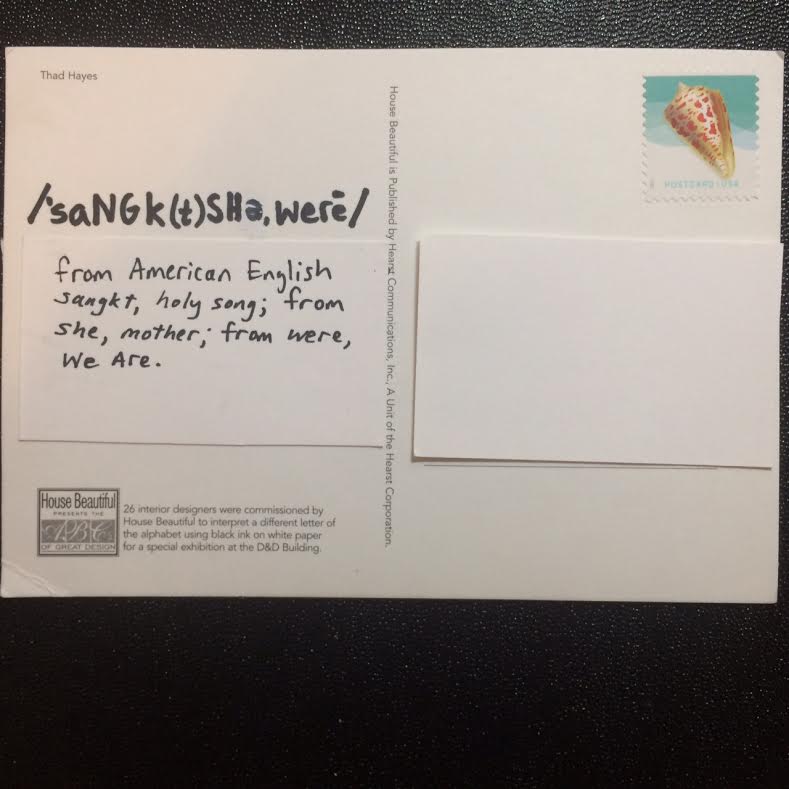 Thad Hayes
/ˈsaNGk(t)SHəˌwerē/
from American English
sangkt, holy song; from
she, mother; from were,
We Are.
House Beautiful
PRESENTS THE
ABC's
OF GREAT DESIGN
26 interior designers were commissioned by
House Beautiful to interpret a different letter of
the alphabet using black ink on white paper
for a special exhibition at the D&D Building.
House Beautiful is Published by Hearst Communications, Inc., A Unit of the Hearst Corporation.
POSTCARD USA